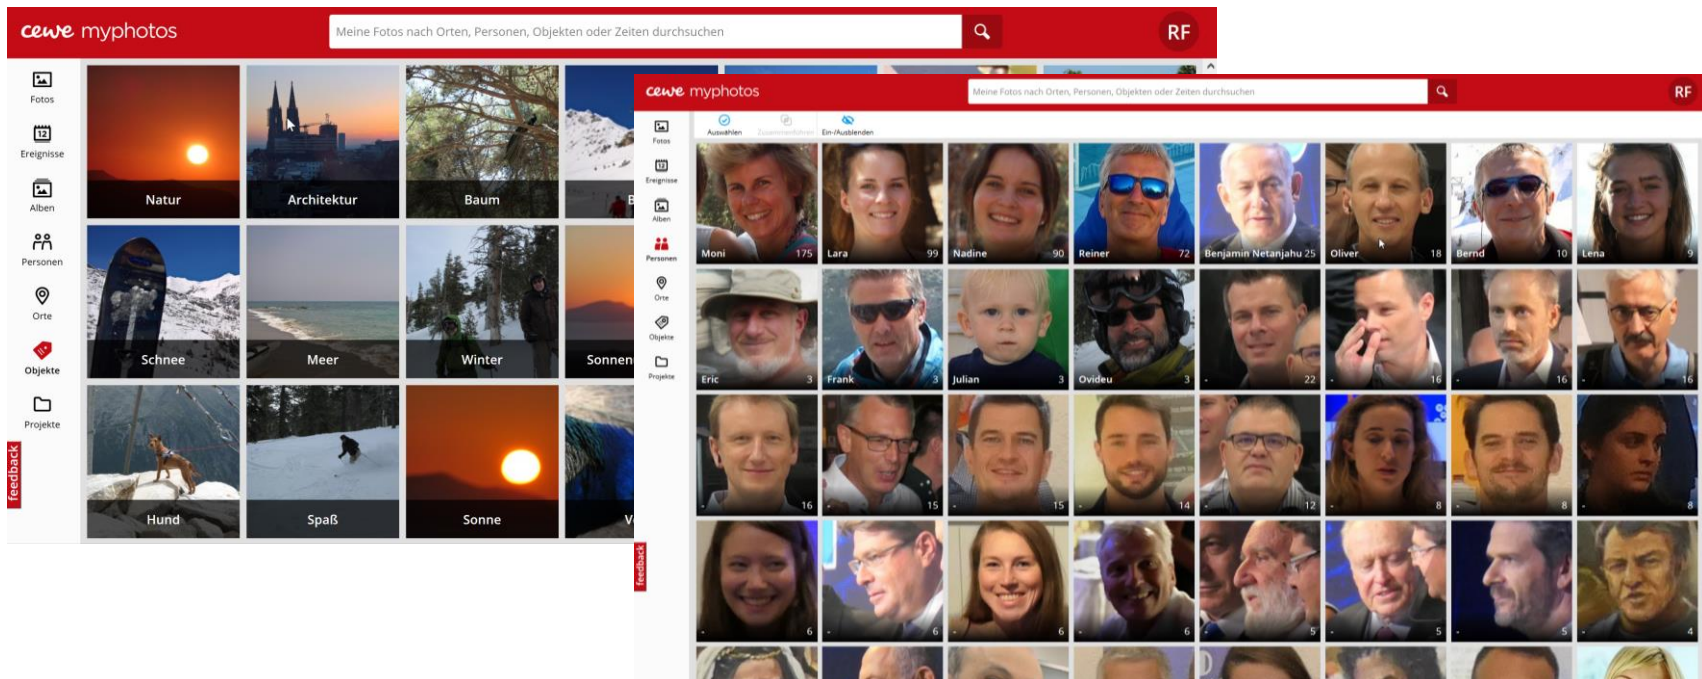 cewe myphotos
Meine Fotos nach Orten, Personen, Objekten oder Zeiten durchsuchen
RF
Fotos
12
Ereignisse
Alben
Personen
Orte
Objekte
Projekte
feedback
Natur
Architektur
Baum
B
Schnee
Meer
Winter
Sonnen
Hund
Spaß
Sonne
V
cewe myphotos
Meine Fotos nach Orten, Personen, Objekten oder Zeiten durchsuchen
RF
Auswählen
Zusammenführen
Ein-/Ausblenden
Fotos
12
Ereignisse
Alben
Personen
Orte
Objekte
Projekte
feedback
Moni 175
Lara 99
Nadine 90
Reiner 72
Benjamin Netanjahu 25
Oliver 18
Bernd 10
Lena 9
Eric 3
Frank 3
Julian 3
Ovideu 3
- 22
- 16
- 16
- 16
- 16
- 15
- 15
- 14
- 12
- 8
- 8
- 8
- 6
- 6
- 6
- 6
- 5
- 5
- 5
- 4